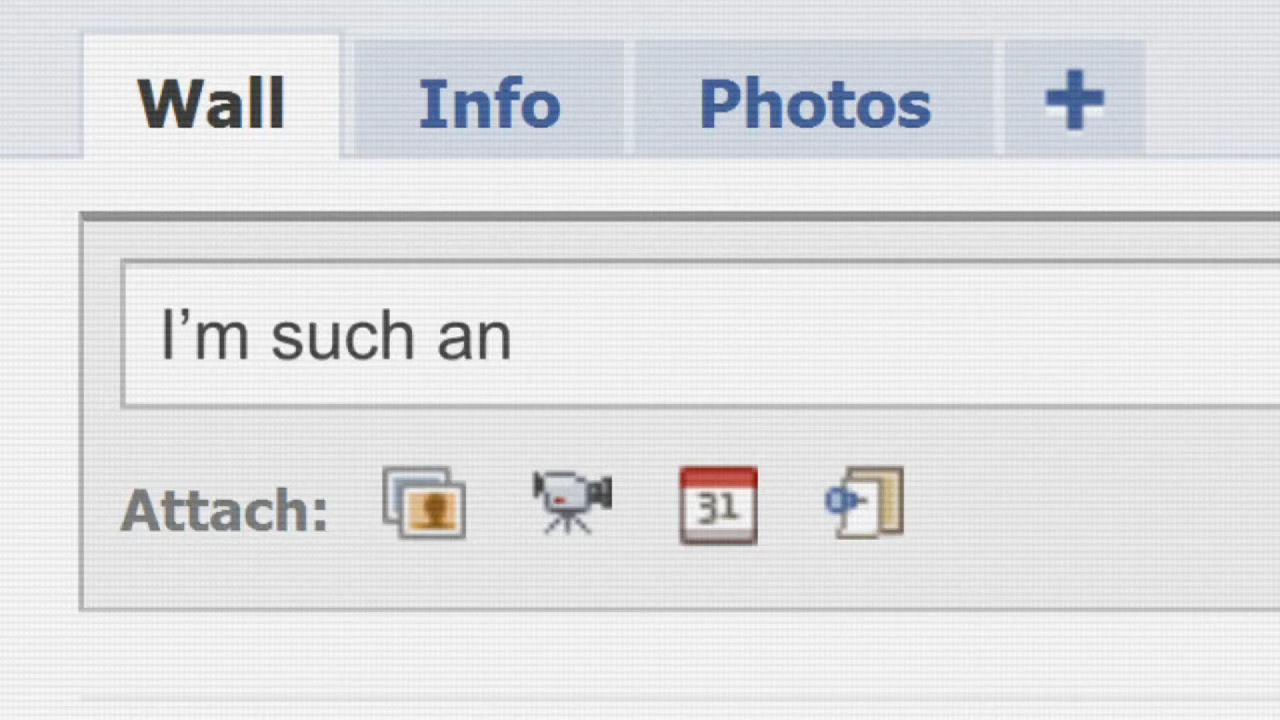 Wall Info Photos +
I’m such an
Attach: 31